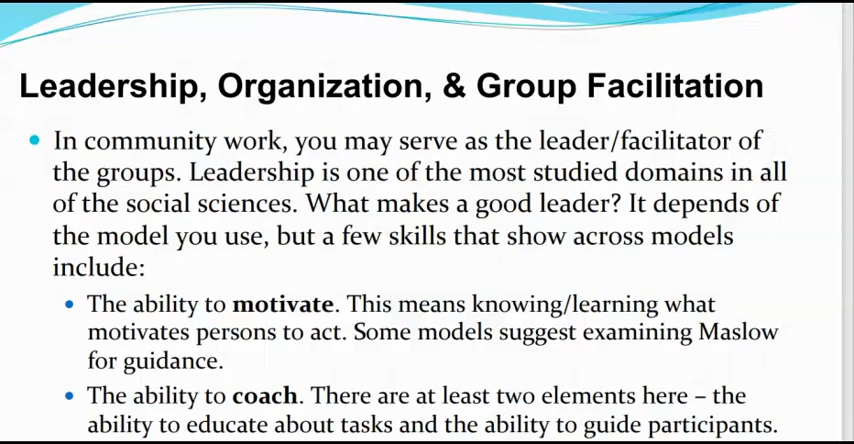 Leadership, Organization, & Group Facilitation
• In community work, you may serve as the leader/facilitator of
the groups. Leadership is one of the most studied domains in all
of the social sciences. What makes a good leader? It depends of
the model you use, but a few skills that show across models
include:
• The ability to motivate. This means knowing/learning what
motivates persons to act. Some models suggest examining Maslow
for guidance.
• The ability to coach. There are at least two elements here – the
ability to educate about tasks and the ability to guide participants.